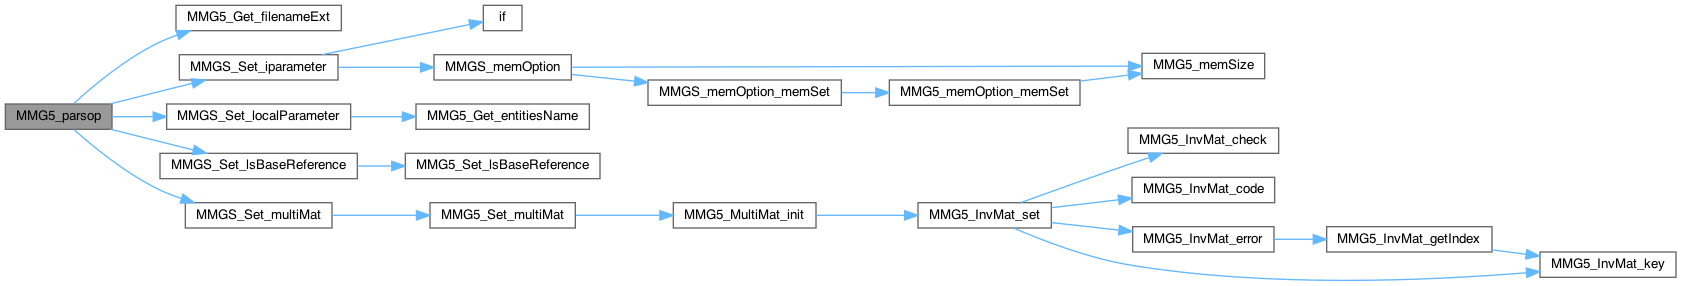 MMG5_parsop
MMG5_Get_filenameExt
MMGS_Set_iparameter
if
MMGS_memOption
MMGS_memOption_memSet
MMG5_memOption_memSet
MMG5_memSize
MMGS_Set_localParameter
MMG5_Get_entitiesName
MMGS_Set_lsBaseReference
MMG5_Set_lsBaseReference
MMGS_Set_multiMat
MMG5_Set_multiMat
MMG5_MultiMat_init
MMG5_InvMat_set
MMG5_InvMat_check
MMG5_InvMat_code
MMG5_InvMat_error
MMG5_InvMat_getIndex
MMG5_InvMat_key